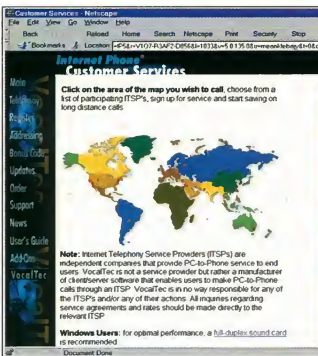 Customer Services - Netscape
File Edit View Go Window Help
Back Reload Home Search Netscape Print Security Stop
Bookmarks Location:
Internet Phone
Customer Services
Main
Telephony
Register
Addressing
Bonus Code
Updates
Order
Support
News
User's Guide
Add-Ons
VocalTec
Click on the area of the map you wish to call, choose from a
list of participating ITSP's, sign up for service and start saving on
long distance calls
Note: Internet Telephony Service Providers (ITSPs) are
independent companies that provide PC-to-Phone service to end
users. VocalTec is not a service provider but rather a manufacturer
of client/server software that enables users to make PC-to-Phone
calls through an ITSP. VocalTec is in no way responsible for any of
the ITSP's and/or any of their actions. All inquiries regarding
service agreements and rates should be made directly to the
relevant ITSP
Windows Users: for optimal performance, a full-duplex sound card
is recommended
Document Done